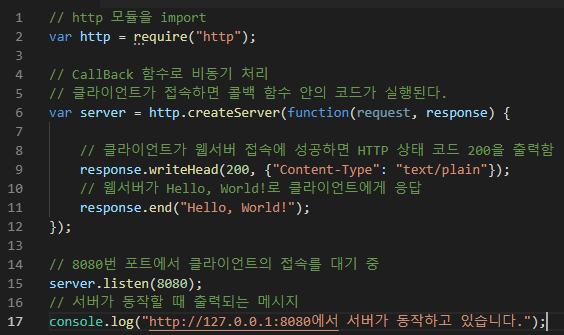 1 // http 모듈을 import
2 var http = require("http");
3
4 // CallBack 함수로 비동기 처리
5 // 클라이언트가 접속하면 콜백 함수 안의 코드가 실행된다.
6 var server = http.createServer(function(request, response) {
7
8 // 클라이언트가 웹서버 접속에 성공하면 HTTP 상태 코드 200을 출력함
9 response.writeHead(200, {"Content-Type": "text/plain"});
10 // 웹서버가 Hello, World!로 클라이언트에게 응답
11 response.end("Hello, World!");
12 });
13
14 // 8080번 포트에서 클라이언트의 접속를 대기 중
15 server.listen(8080);
16 // 서버가 동작할 때 출력되는 메시지
17 console.log("http://127.0.0.1:8080에서 서버가 동작하고 있습니다.");